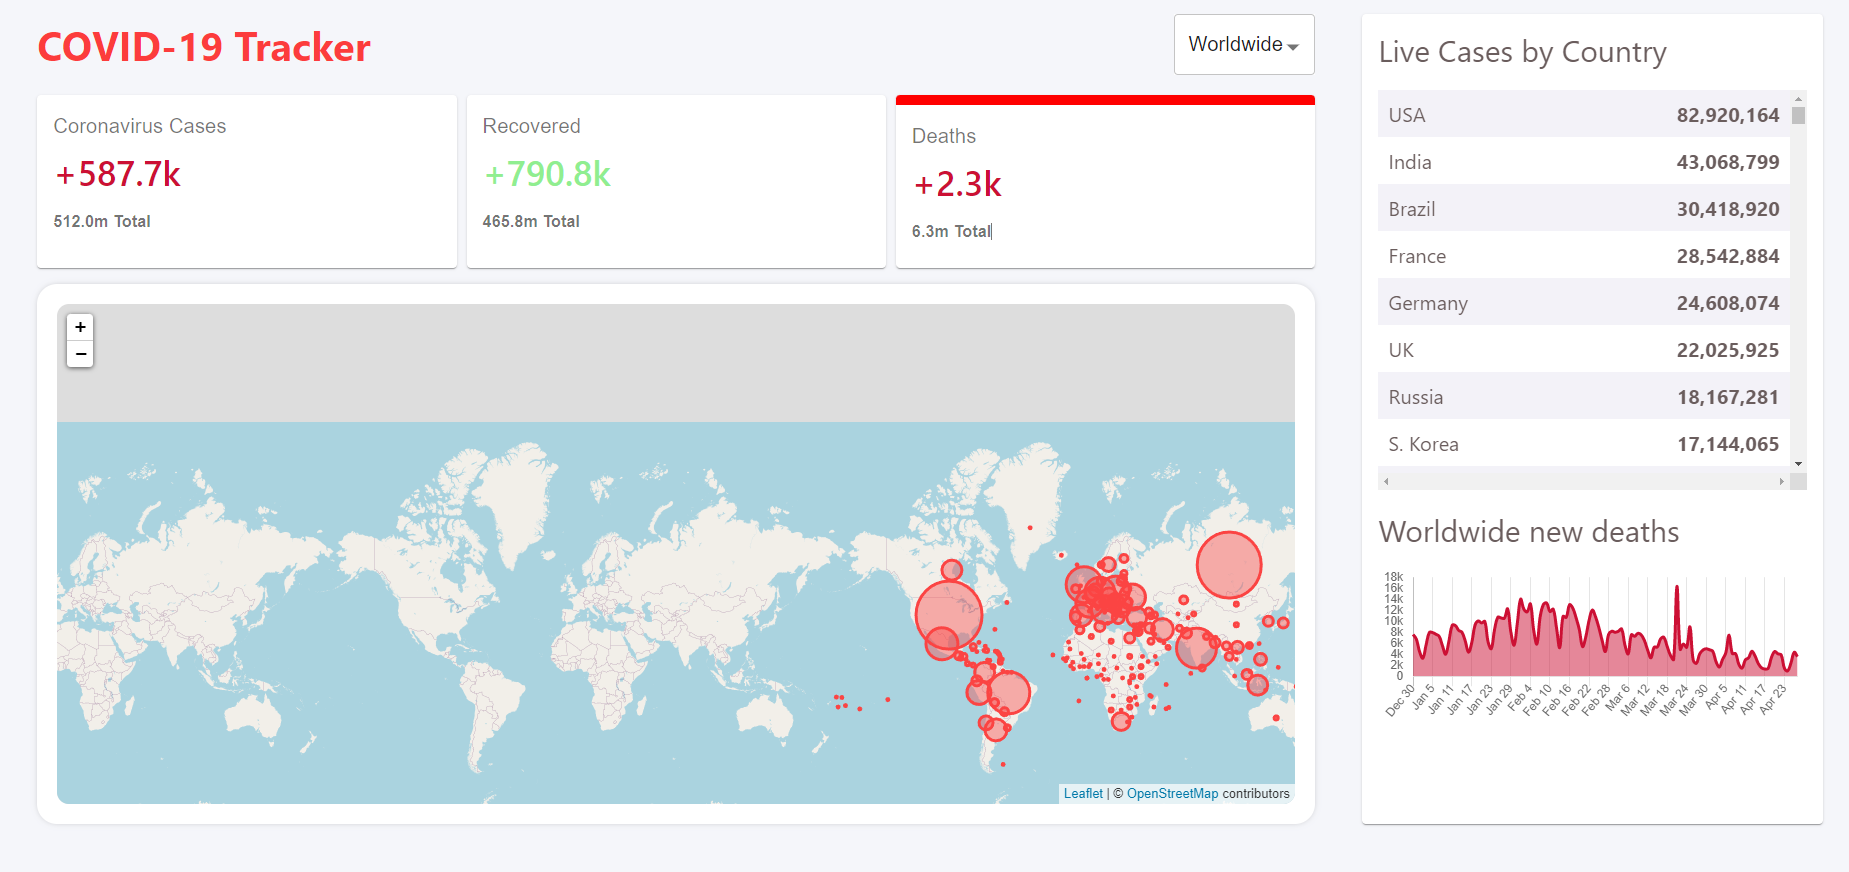 COVID-19 Tracker
Worldwide
Coronavirus Cases
+587.7k
512.0m Total
Recovered
+790.8k
465.8m Total
Deaths
+2.3k
6.3m Total
+
−
Leaflet | © OpenStreetMap contributors
Live Cases by Country
USA 82,920,164
India 43,068,799
Brazil 30,418,920
France 28,542,884
Germany 24,608,074
UK 22,025,925
Russia 18,167,281
S. Korea 17,144,065
Worldwide new deaths
18k
16k
14k
12k
10k
8k
6k
4k
2k
0
Dec 30
Jan 5
Jan 11
Jan 17
Jan 23
Jan 29
Feb 4
Feb 10
Feb 16
Feb 22
Feb 28
Mar 6
Mar 12
Mar 18
Mar 24
Mar 30
Apr 5
Apr 11
Apr 17
Apr 23